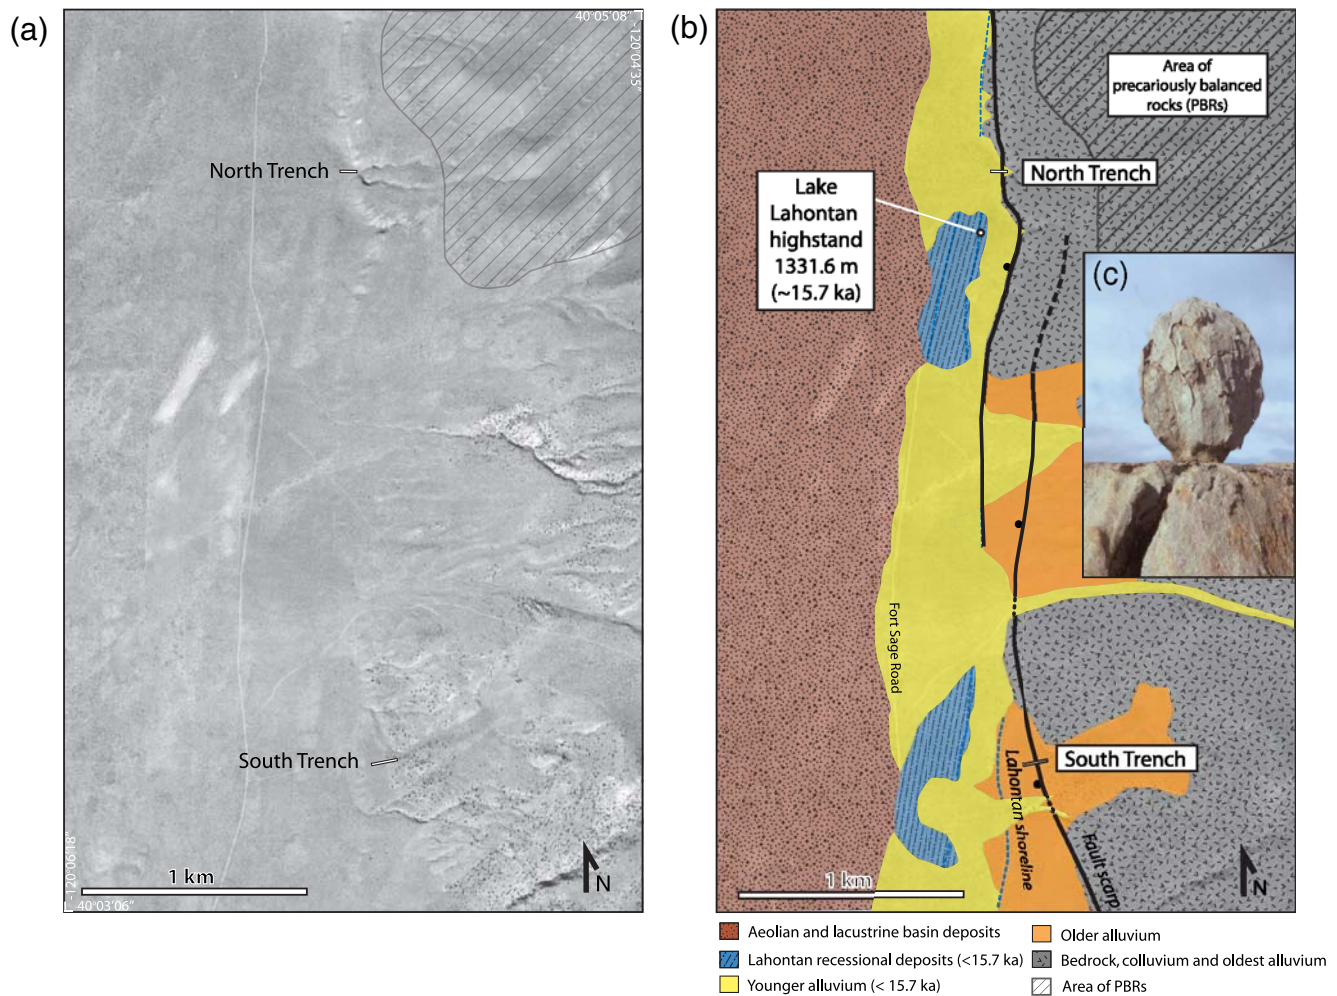 (a)
40°05'08"
-120°04'35"
North Trench
South Trench
1 km
-120°06'18"
40°03'06"
N
(b)
Area of
precariously balanced
rocks (PBRs)
North Trench
Lake
Lahontan
highstand
1331.6 m
(~15.7 ka)
(c)
Fort Sage Road
South Trench
Lahontan shoreline
Fault scarp
1 km
N
Aeolian and lacustrine basin deposits
Lahontan recessional deposits (<15.7 ka)
Younger alluvium (< 15.7 ka)
Older alluvium
Bedrock, colluvium and oldest alluvium
Area of PBRs